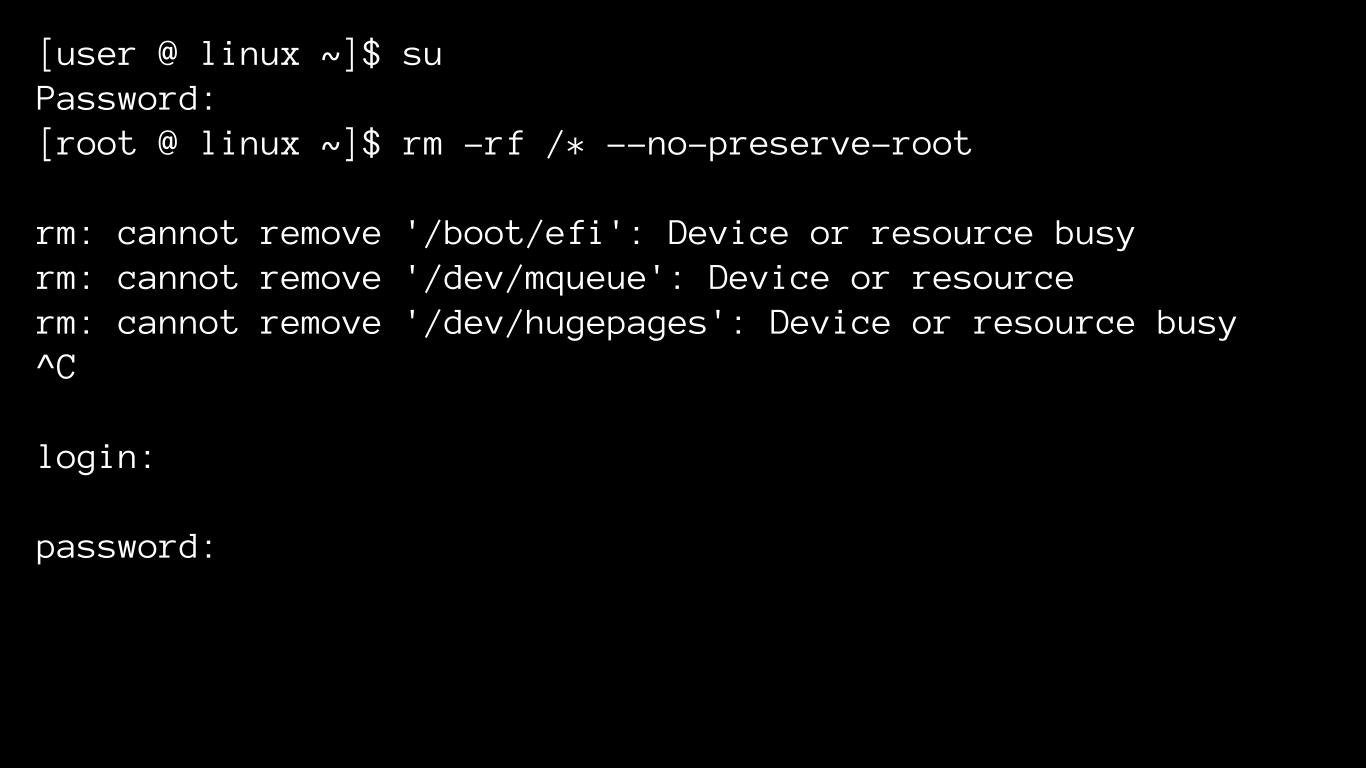 [user @ linux ~]$ su
Password:
[root @ linux ~]$ rm -rf /* --no-preserve-root
rm: cannot remove '/boot/efi': Device or resource busy
rm: cannot remove '/dev/mqueue': Device or resource
rm: cannot remove '/dev/hugepages': Device or resource busy
^C
login:
password: